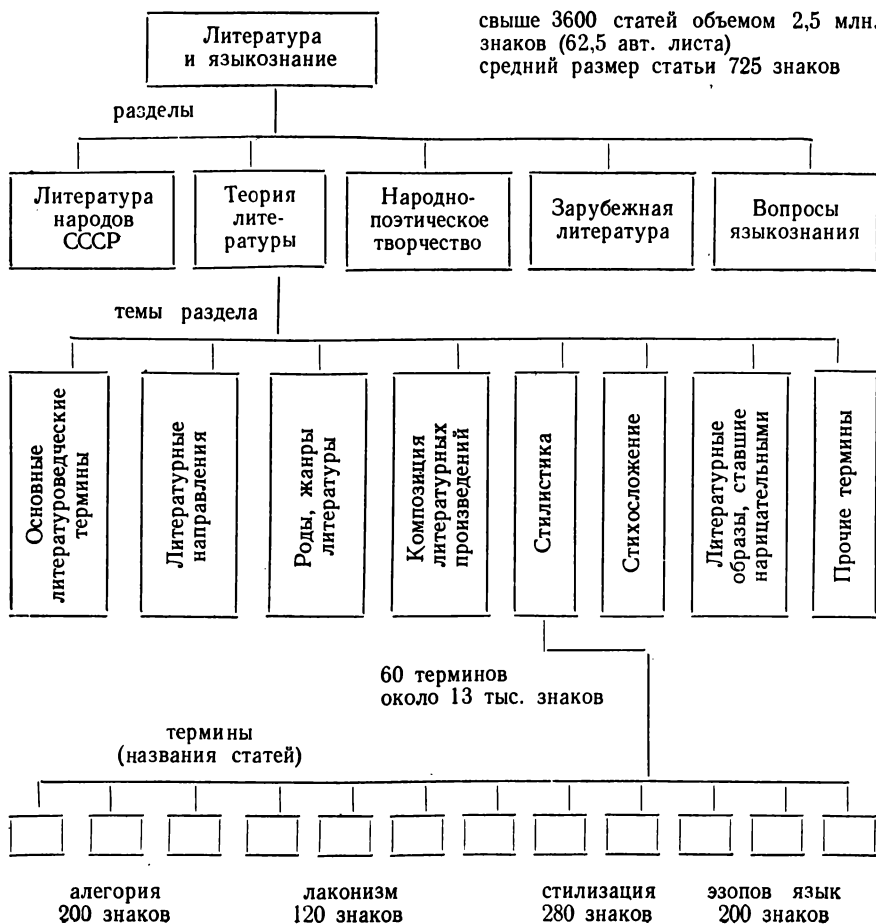 Литература
и языкознание
свыше 3600 статей объемом 2,5 млн.
знаков (62,5 авт. листа)
средний размер статьи 725 знаков
разделы
Литература
народов
СССР
Теория
лите-
ратуры
Народно-
поэтическое
творчество
Зарубежная
литература
Вопросы
языкознания
темы раздела
Основные
литературоведческие
термины
Литературные
направления
Роды, жанры
литературы
Композиция
литературных
произведений
Стилистика
Стихосложение
Литературные
образы, ставшие
нарицательными
Прочие термины
60 терминов
около 13 тыс. знаков
термины
(названия статей)
алегория
200 знаков
лаконизм
120 знаков
стилизация
280 знаков
эзопов язык
200 знаков